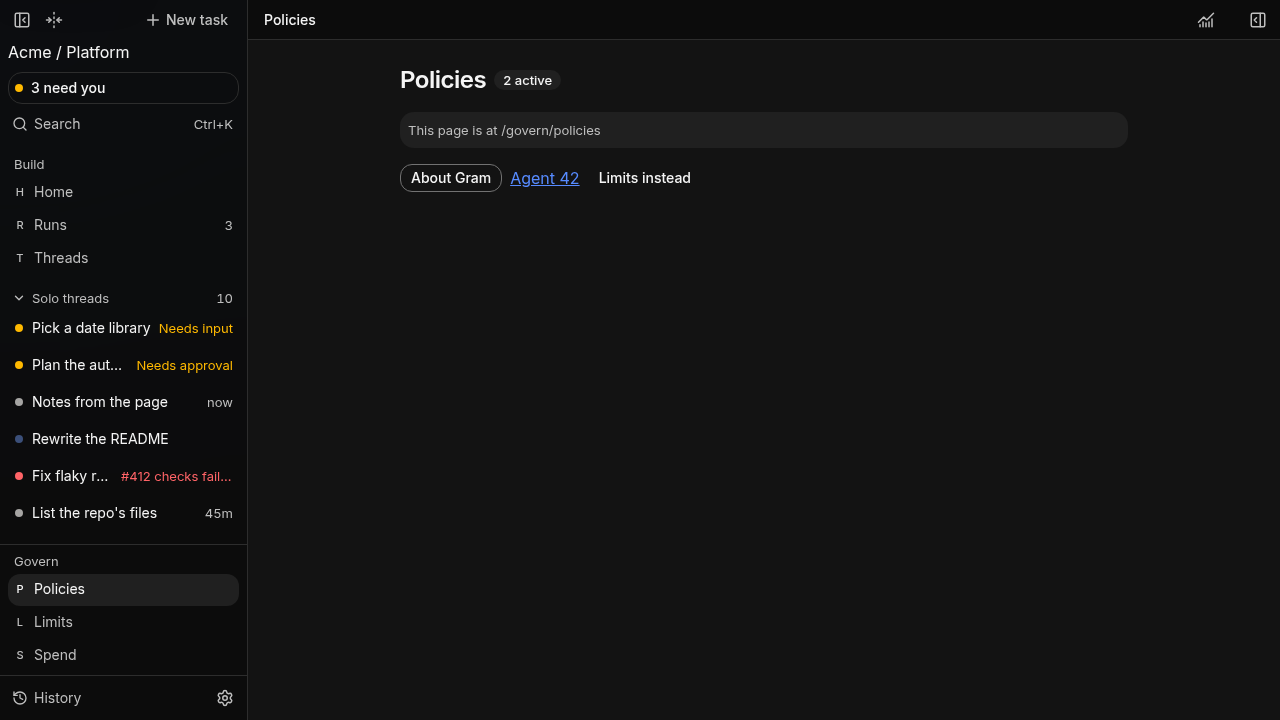 New task
Policies
Acme / Platform
3 need you
Search Ctrl+K
Build
H Home
R Runs 3
T Threads
Solo threads 10
Pick a date library Needs input
Plan the aut... Needs approval
Notes from the page now
Rewrite the README
Fix flaky r... #412 checks fail...
List the repo's files 45m
Govern
P Policies
L Limits
S Spend
History
Policies 2 active
This page is at /govern/policies
About Gram Agent 42 Limits instead